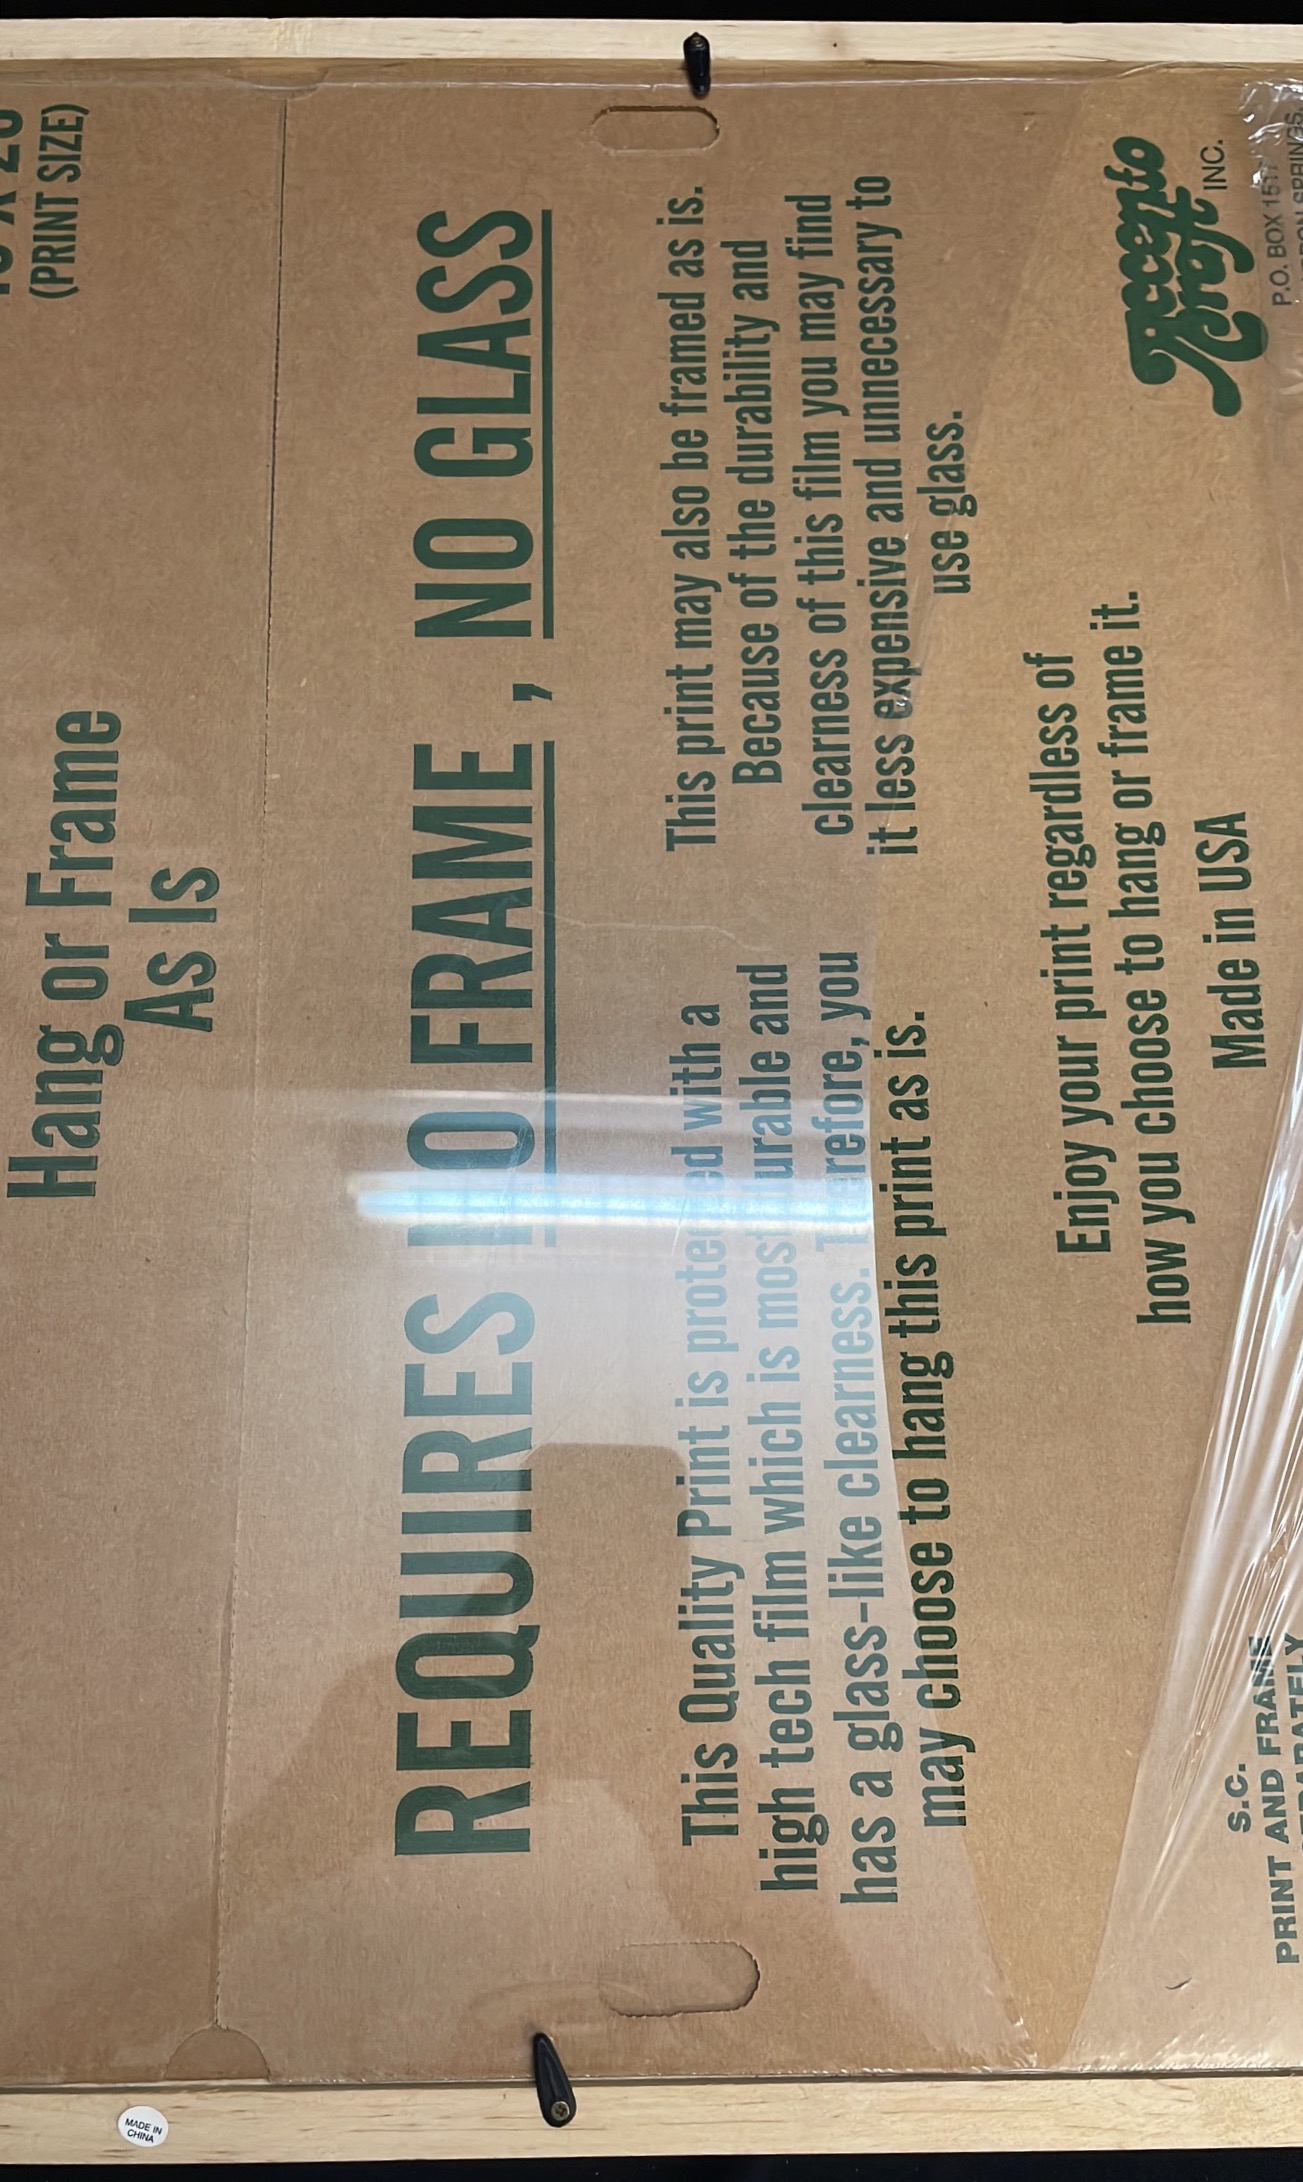 (PRINT SIZE)
Hang or Frame
As Is
REQUIRES NO FRAME , NO GLASS
This Quality Print is protected with a
high tech film which is most durable and
has a glass-like clearness. Therefore, you
may choose to hang this print as is.
This print may also be framed as is.
Because of the durability and
clearness of this film you may find
it less expensive and unnecessary to
use glass.
Enjoy your print regardless of
how you choose to hang or frame it.
Made in USA
Accento
Kraft
INC.
P.O. BOX
SPRINGS,
S.C.
PRINT AND FRAME
MADE IN
CHINA